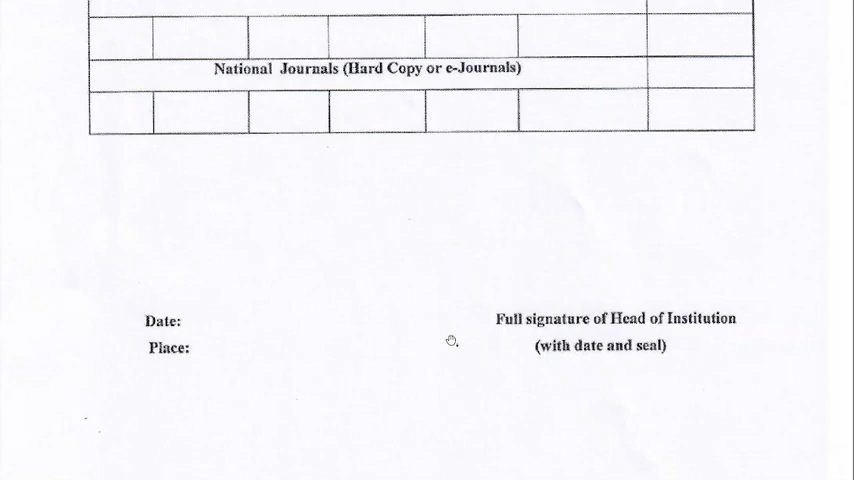 National Journals (Hard Copy or e-Journals)
Date:
Full signature of Head of Institution
Place:
(with date and seal)